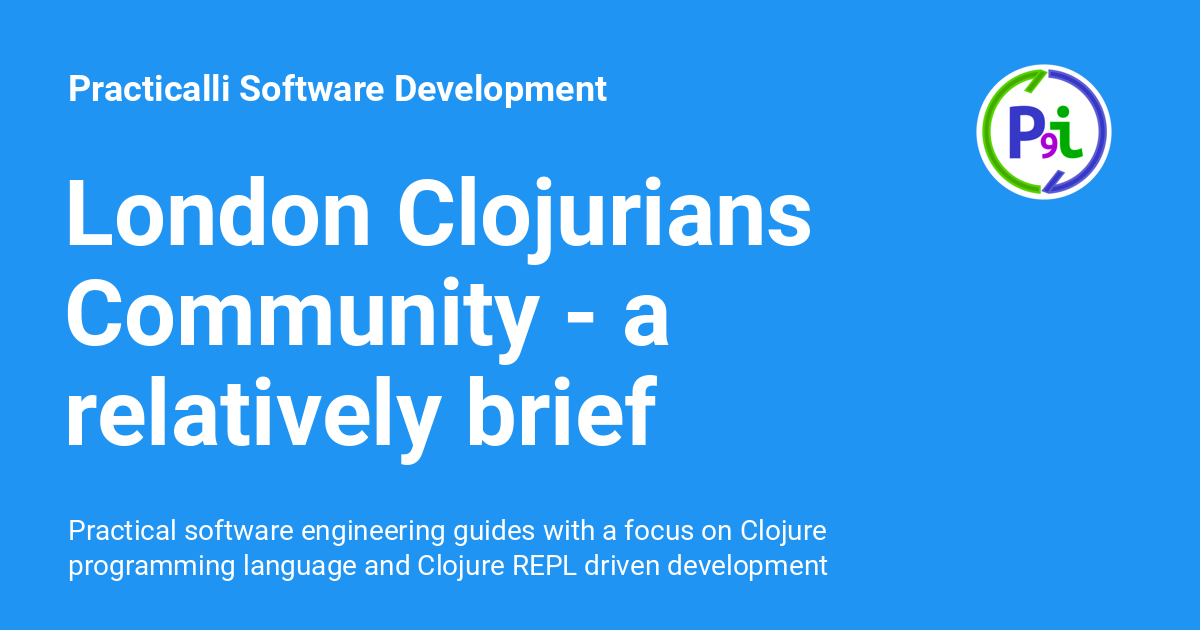 Practicalli Software Development
P9i
London Clojurians
Community - a
relatively brief
Practical software engineering guides with a focus on Clojure
programming language and Clojure REPL driven development